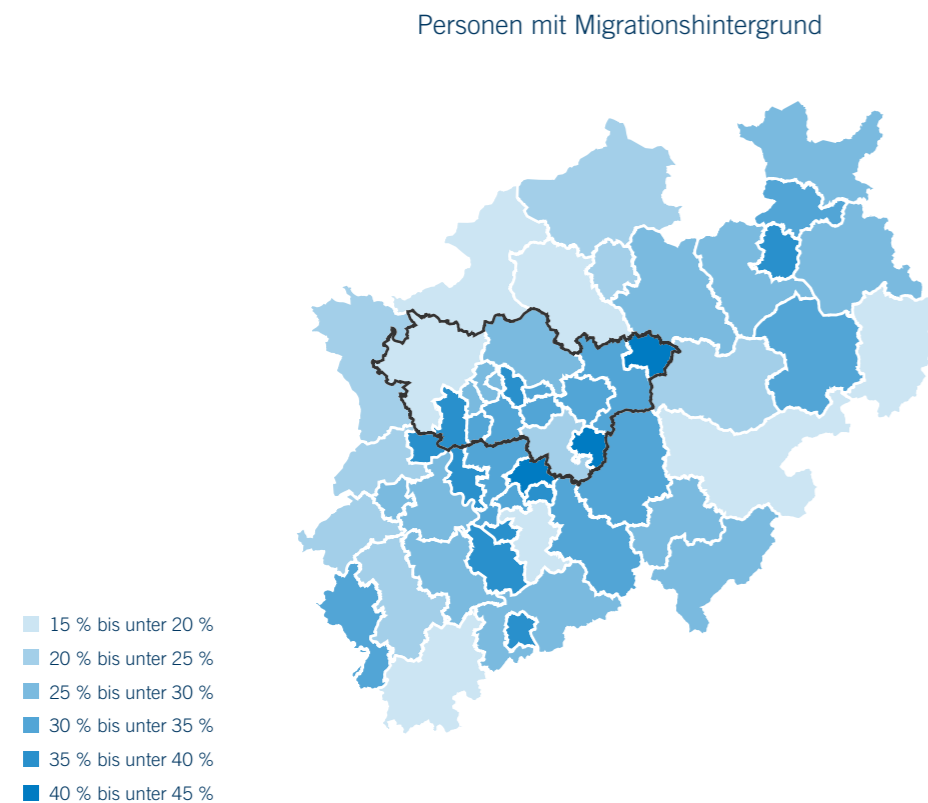 Personen mit Migrationshintergrund
15 % bis unter 20 %
20 % bis unter 25 %
25 % bis unter 30 %
30 % bis unter 35 %
35 % bis unter 40 %
40 % bis unter 45 %